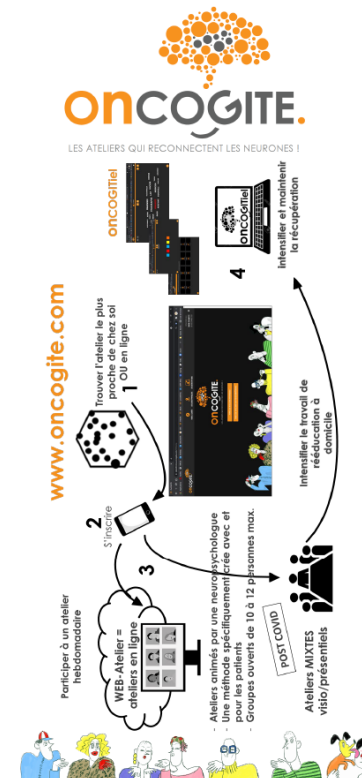 oncogite.
LES ATELIERS QUI RECONNECTENT LES NEURONES !
www.oncogite.com
Trouver l'atelier le plus
proche de chez soi
OU en ligne
1
2
S'inscrire
3
Participer à un atelier
hebdomadaire
WEB-Atelier =
ateliers en ligne
- Ateliers animés par une neuropsychologue
- Une méthode spécifiquement crée avec et
pour les patients
- Groupes ouverts de 10 à 12 personnes max.
POST COVID
Ateliers MIXTES
visio/présentiels
Intensifier le travail de
rééducation à
domicile
oncogite.
oncoGITiel
4
oncoGITiel
Intensifier et maintenir
la récupération